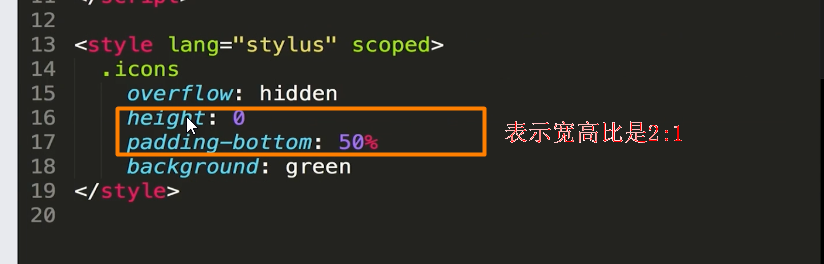 11 </script>
12
13 <style lang="stylus" scoped>
14 .icons
15 overflow: hidden
16 height: 0
17 padding-bottom: 50%
表示宽高比是2:1
18 background: green
19 </style>
20